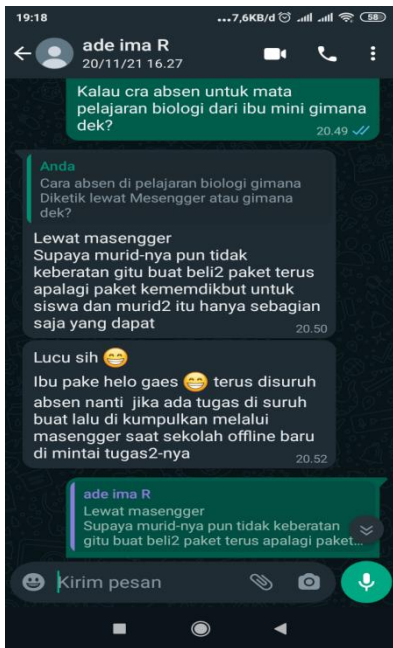 19:18
...7,6KB/d
58
ade ima R
20/11/21 16.27
Kalau cra absen untuk mata
pelajaran biologi dari ibu mini gimana
dek?
20.49
Anda
Cara absen di pelajaran biologi gimana
Diketik lewat Mesengger atau gimana
dek?
Lewat masengger
Supaya murid-nya pun tidak
keberatan gitu buat beli2 paket terus
apalagi paket kememdikbut untuk
siswa dan murid2 itu hanya sebagian
saja yang dapat
20.50
Lucu sih 😁
Ibu pake helo gaes 😁 terus disuruh
absen nanti jika ada tugas di suruh
buat lalu di kumpulkan melalui
masengger saat sekolah offline baru
di mintai tugas2-nya
20.52
ade ima R
Lewat masengger
Supaya murid-nya pun tidak keberatan
gitu buat beli2 paket terus apalagi paket...
Kirim pesan